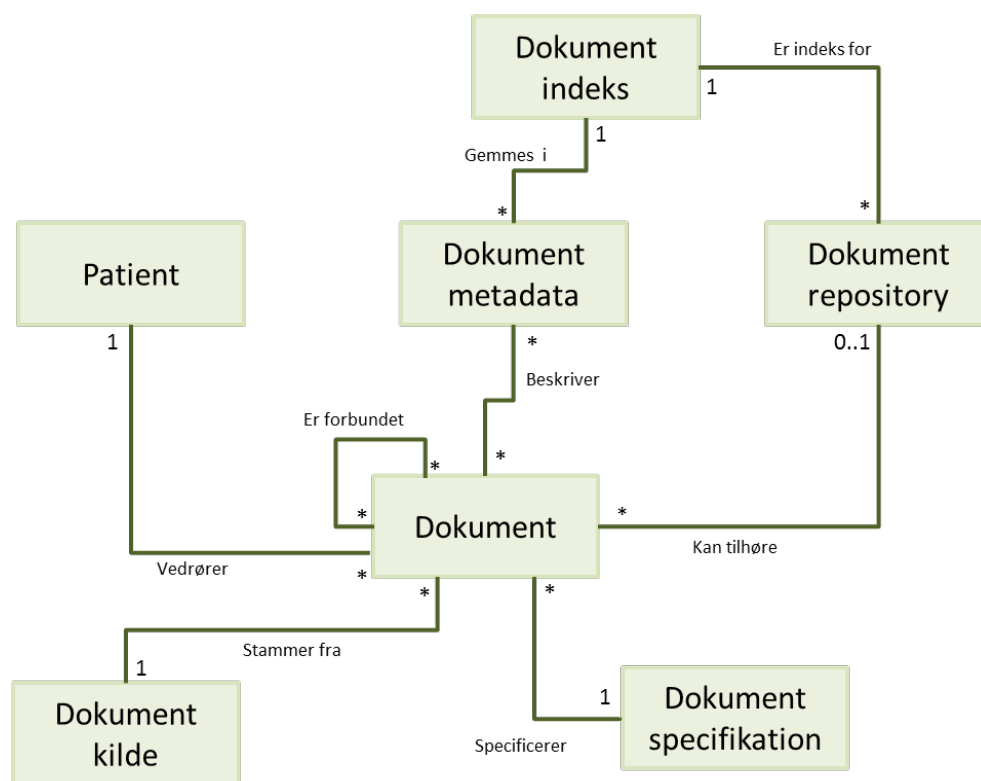 Dokument
indeks
Er indeks for
1
1
Gemmes i
*
*
Patient
Dokument
metadata
Dokument
repository
1
*
0..1
Beskriver
Er forbundet
*
*
*
Dokument
*
Kan tilhøre
Vedrører
*
*
*
Stammer fra
1
Dokument
kilde
1
Dokument
specifikation
Specificerer